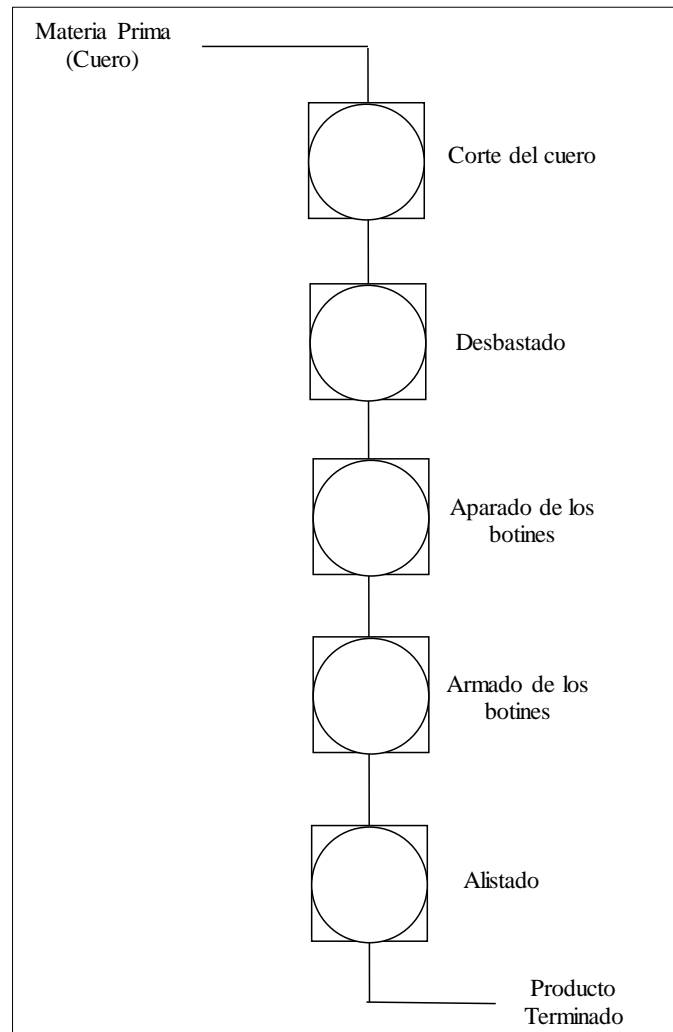 Materia Prima
(Cuero)
Corte del cuero
Desbastado
Aparado de los
botines
Armado de los
botines
Alistado
Producto
Terminado